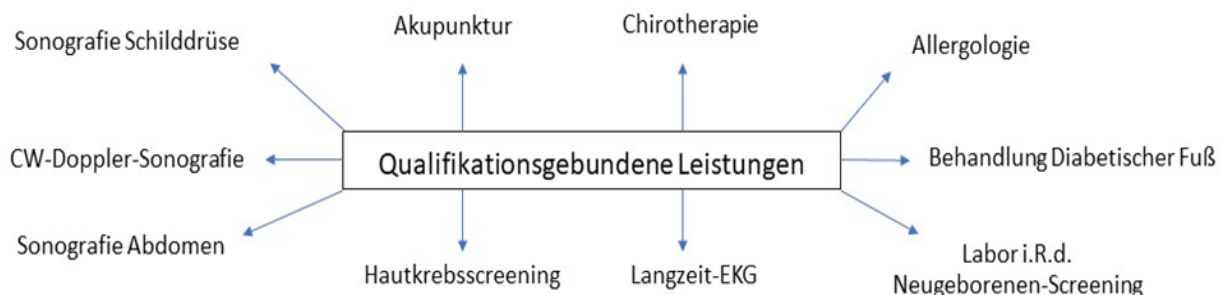 Akupunktur
Chirotherapie
Sonografie Schilddrüse
Allergologie
CW-Doppler-Sonografie
Qualifikationsgebundene Leistungen
Behandlung Diabetischer Fuß
Sonografie Abdomen
Hautkrebsscreening
Langzeit-EKG
Labor i.R.d.
Neugeborenen-Screening